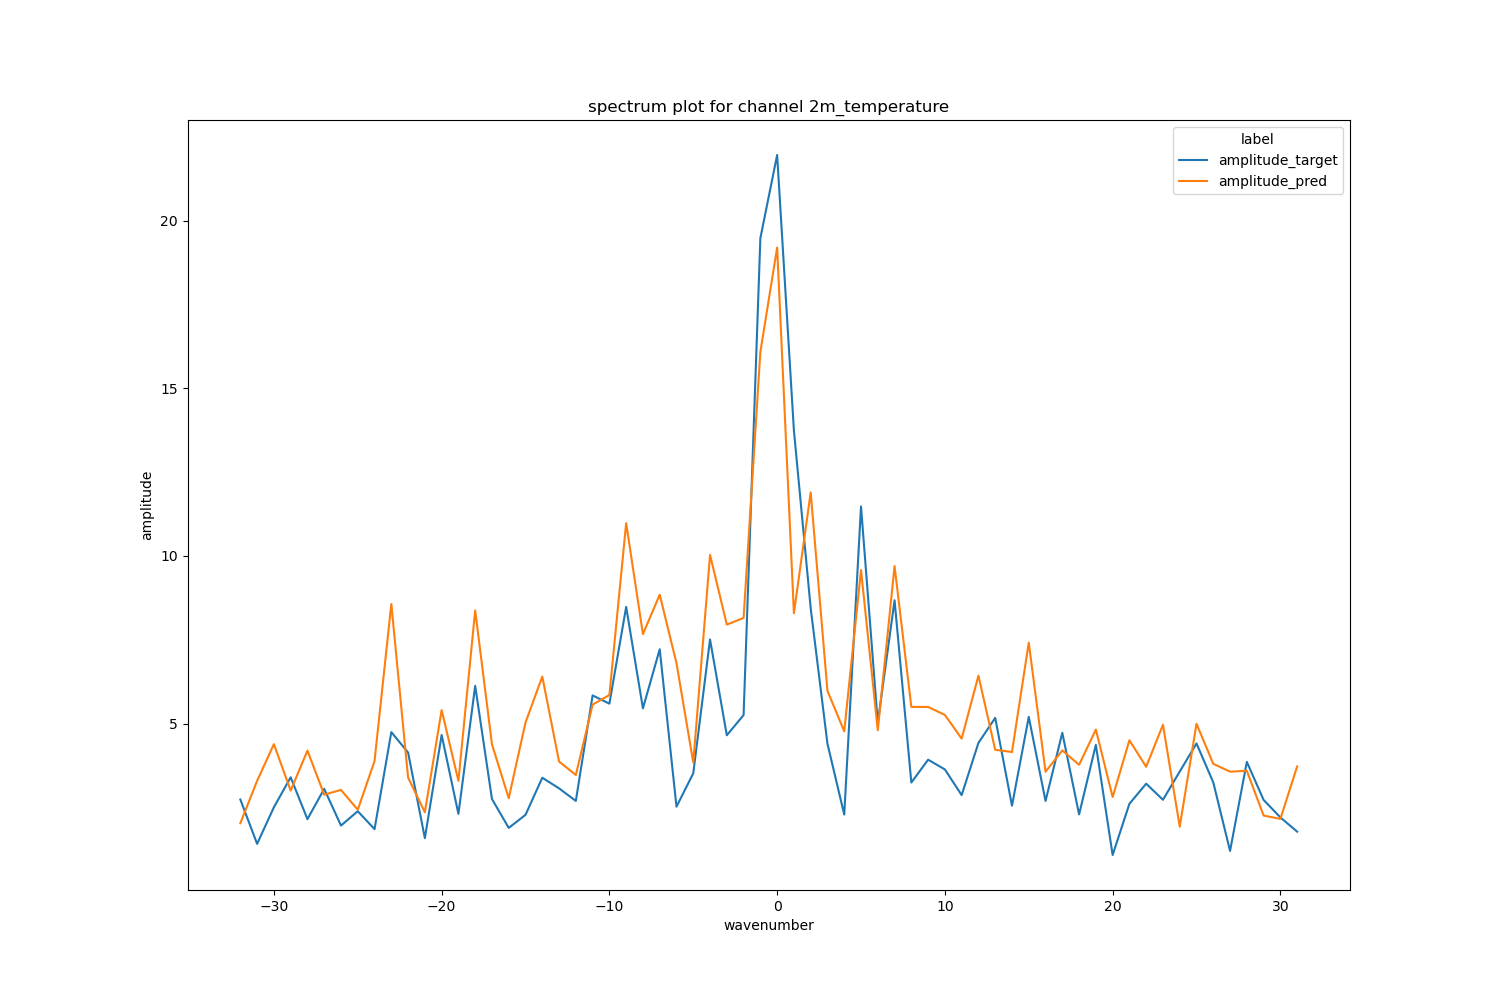 spectrum plot for channel 2m_temperature
label
amplitude_target
amplitude_pred
amplitude
20
15
10
5
−30
−20
−10
0
10
20
30
wavenumber